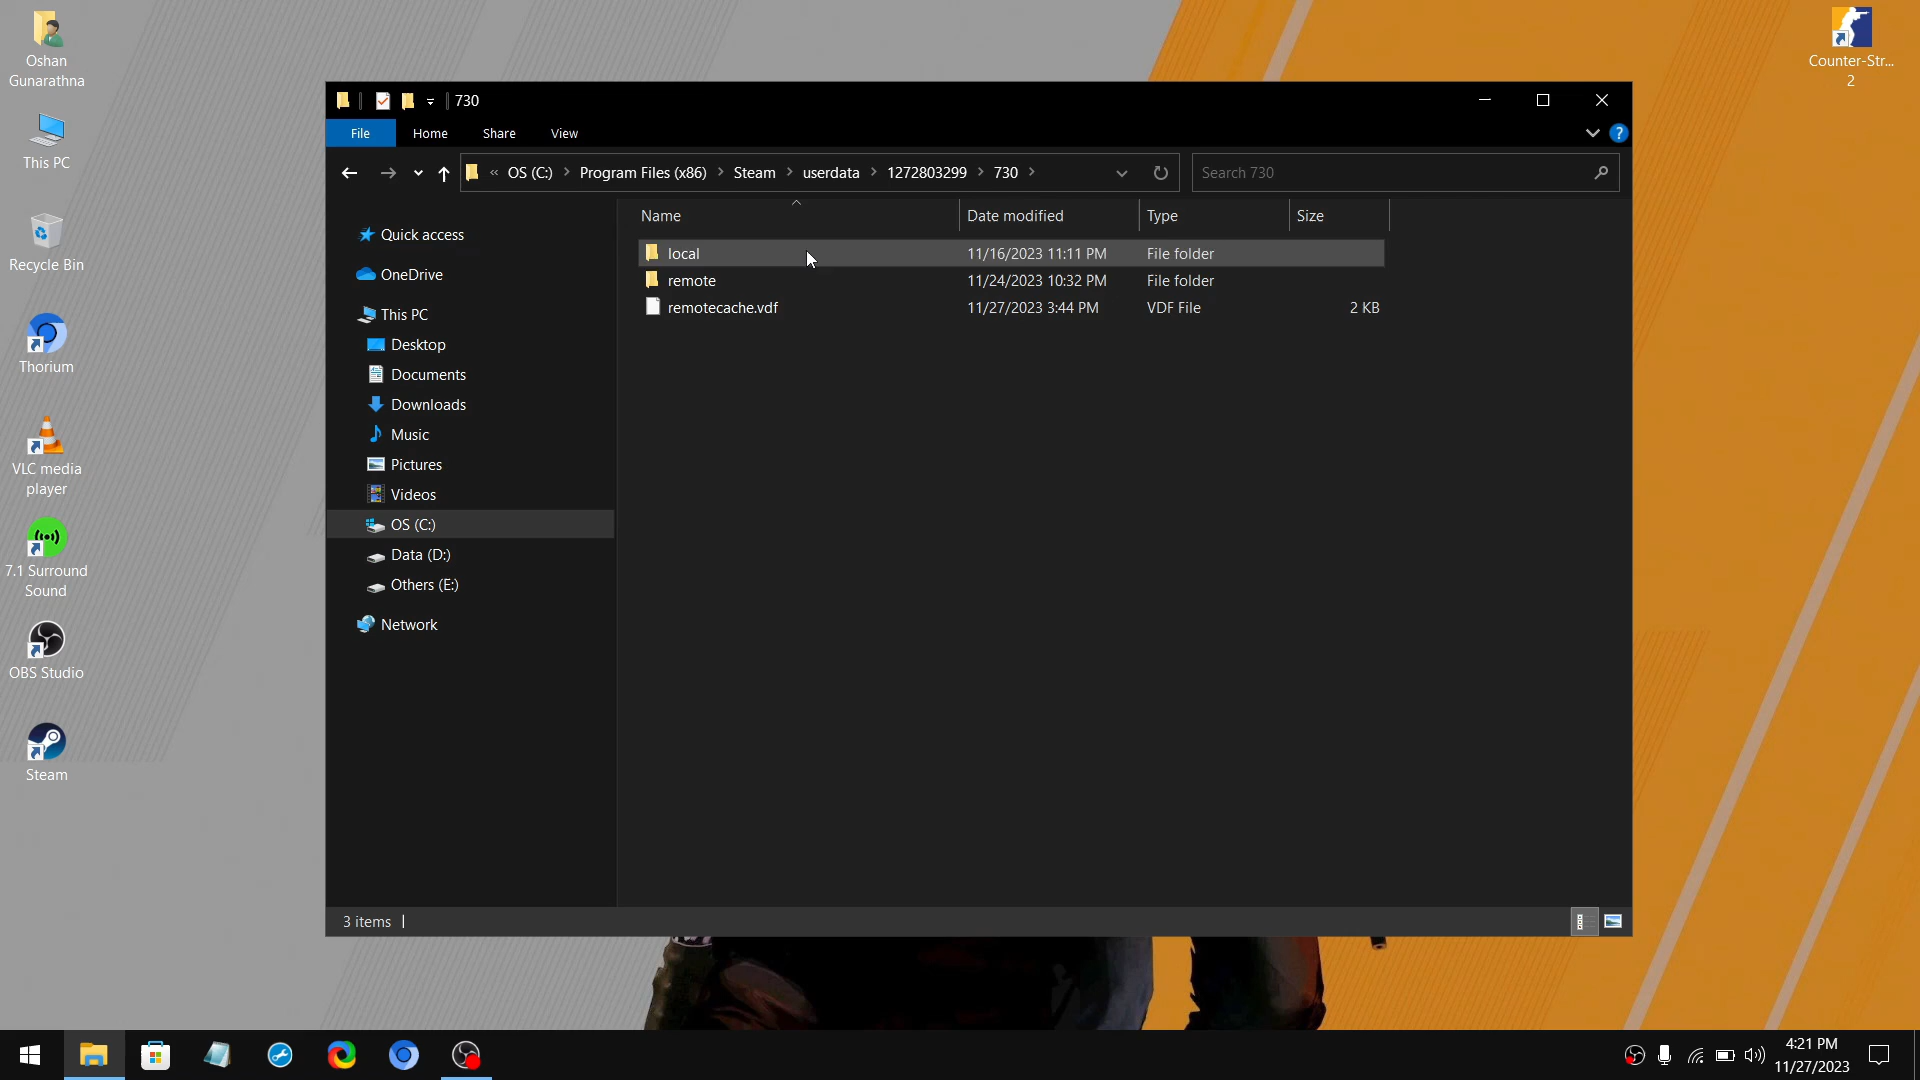 Oshan
Gunarathna
This PC
Recycle Bin
Thorium
VLC media
player
7.1 Surround
Sound
OBS Studio
Steam
Counter-Str...
2
730
File
Home
Share
View
?
« OS (C:) > Program Files (x86) > Steam > userdata > 1272803299 > 730 >
Search 730
Quick access
OneDrive
This PC
Desktop
Documents
Downloads
Music
Pictures
Videos
OS (C:)
Data (D:)
Others (E:)
Network
Name Date modified Type Size
local 11/16/2023 11:11 PM File folder
remote 11/24/2023 10:32 PM File folder
remotecache.vdf 11/27/2023 3:44 PM VDF File 2 KB
3 items
4:21 PM
11/27/2023